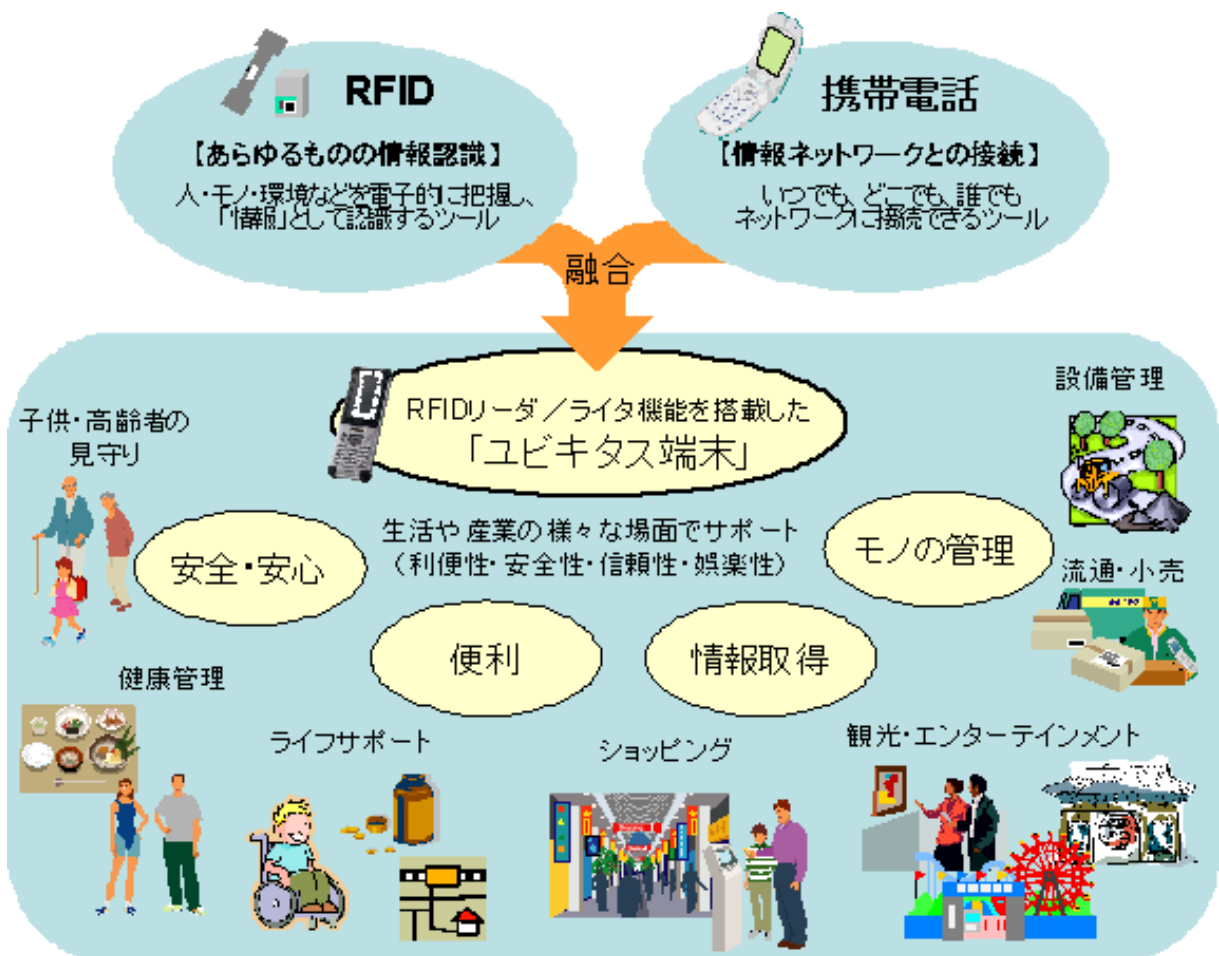 RFID
【あらゆるものの情報認識】
人・モノ・環境などを電子的に把握し、
「情報」として認識するツール
携帯電話
【情報ネットワークとの接続】
いつでも、どこでも、誰でも
ネットワークに接続できるツール
融合
RFIDリーダ／ライタ機能を搭載した
「ユビキタス端末」
子供・高齢者の
見守り
設備管理
生活や産業の様々な場面でサポート
（利便性・安全性・信頼性・娯楽性）
安全・安心
モノの管理
流通・小売
便利
情報取得
健康管理
ライフサポート
ショッピング
観光・エンターテインメント